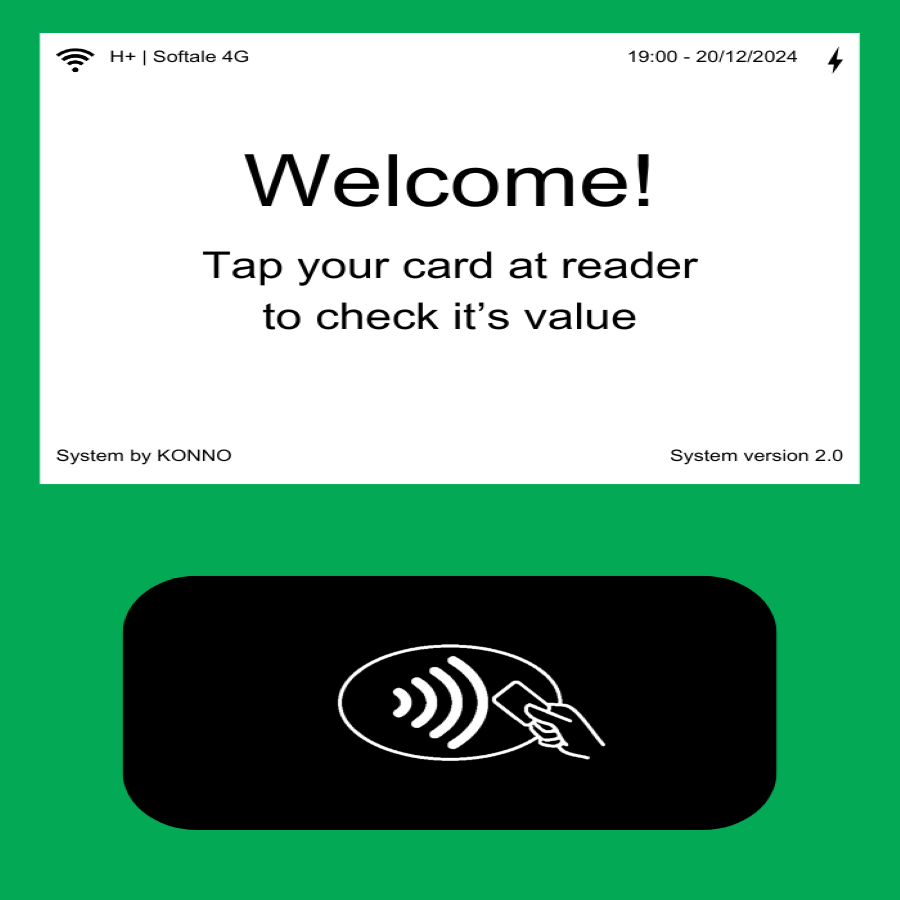 H+ | Softale 4G
19:00 - 20/12/2024
Welcome!
Tap your card at reader
to check it’s value
System by KONNO
System version 2.0